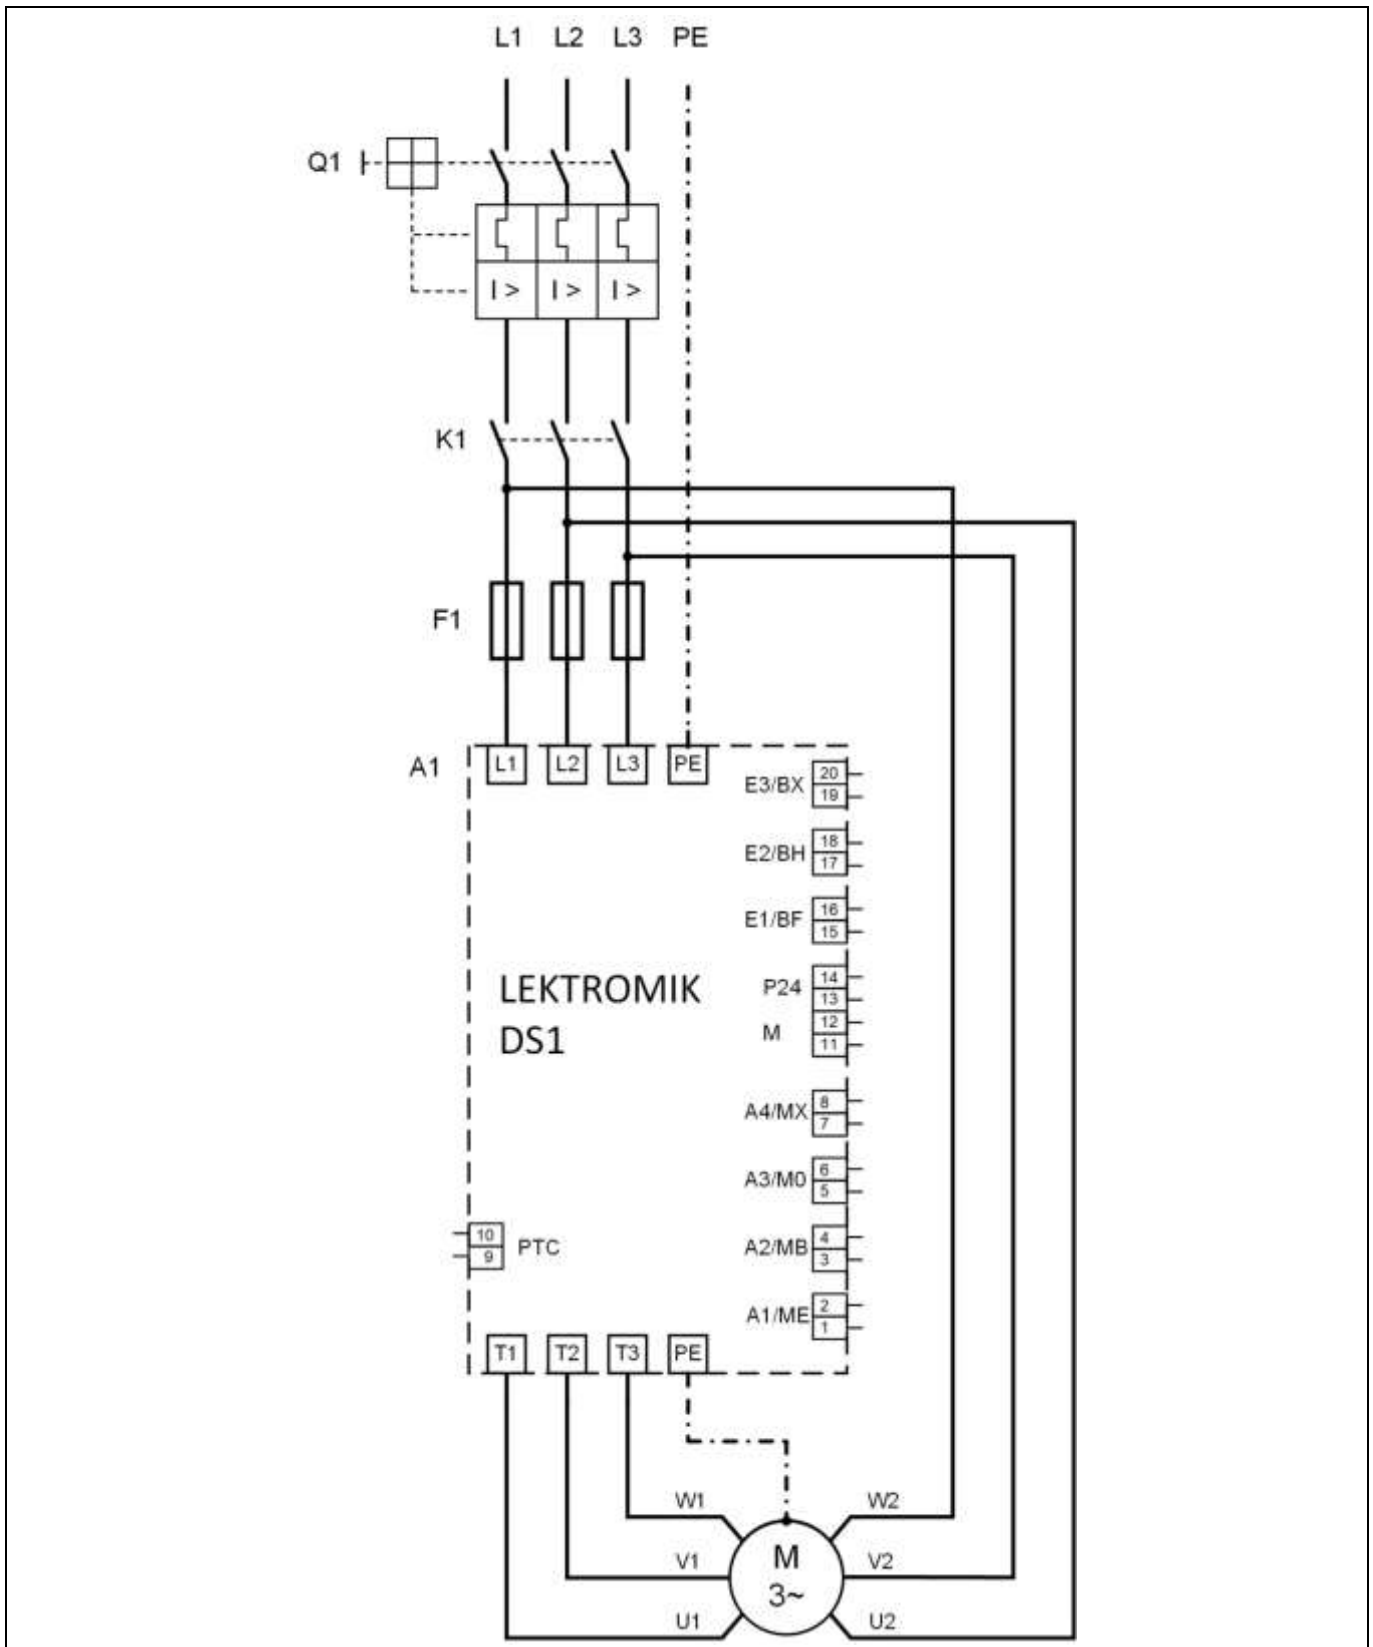 L1 L2 L3 PE
Q1
I > I > I >
K1
F1
A1 L1 L2 L3 PE
E3/BX 20
19
E2/BH 18
17
E1/BF 16
15
LEKTROMIK
DS1
P24 14
13
M 12
11
A4/MX 8
7
A3/M0 6
5
10
9 PTC
A2/MB 4
3
A1/ME 2
1
T1 T2 T3 PE
W1 W2
M
3~
V1 V2
U1 U2